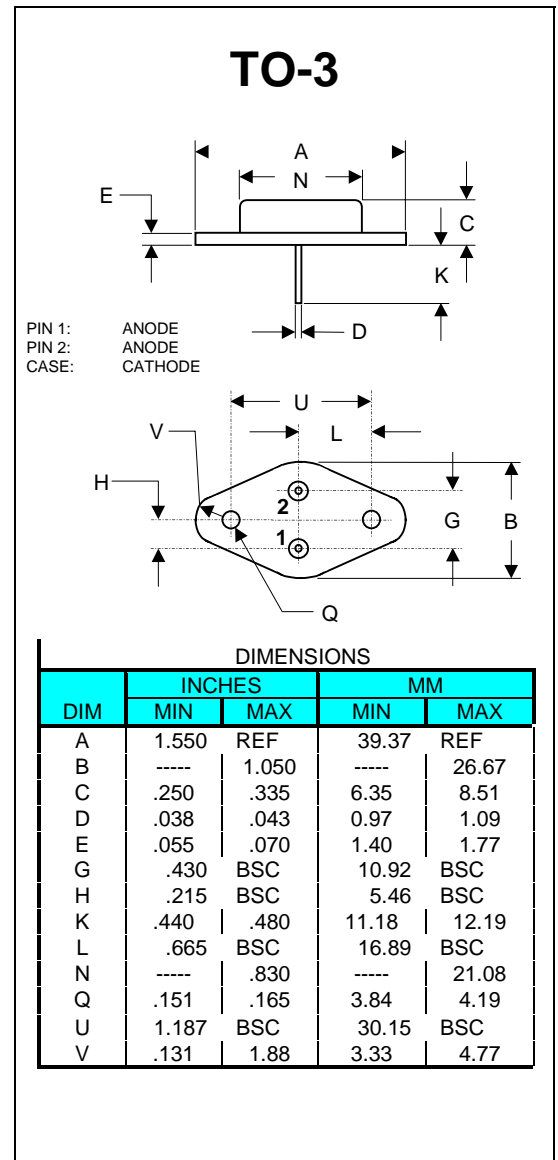 TO-3
A
N
E
C
K
D
PIN 1: ANODE
PIN 2: ANODE
CASE: CATHODE
U
V
L
H
2
G
B
1
Q
DIMENSIONS
INCHES MM
DIM MIN MAX MIN MAX
A 1.550 REF 39.37 REF
B ----- 1.050 ----- 26.67
C .250 .335 6.35 8.51
D .038 .043 0.97 1.09
E .055 .070 1.40 1.77
G .430 BSC 10.92 BSC
H .215 BSC 5.46 BSC
K .440 .480 11.18 12.19
L .665 BSC 16.89 BSC
N ----- .830 ----- 21.08
Q .151 .165 3.84 4.19
U 1.187 BSC 30.15 BSC
V .131 1.88 3.33 4.77